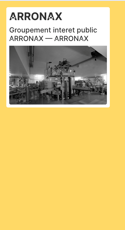 ARRONAX
Groupement interet public
ARRONAX — ARRONAX